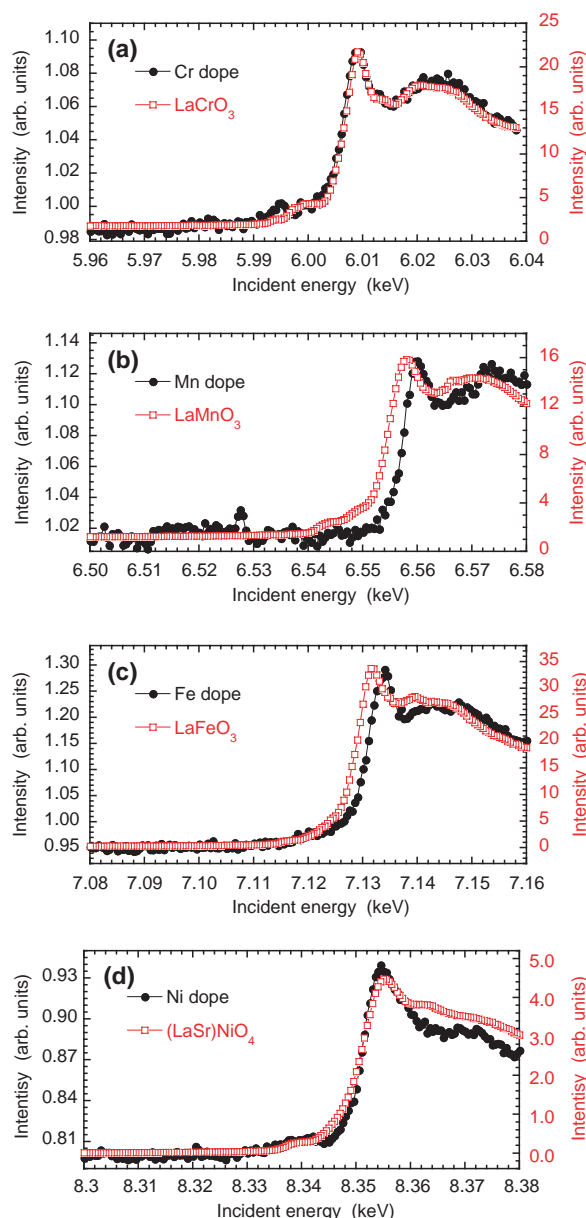 (a)
Cr dope
LaCrO3
Intensity (arb. units)
1.10
1.08
1.06
1.04
1.02
1.00
0.98
25
20
15
10
5
0
Intensity (arb. units)
5.96 5.97 5.98 5.99 6.00 6.01 6.02 6.03 6.04
Incident energy (keV)
(b)
Mn dope
LaMnO3
Intensity (arb. units)
1.14
1.12
1.10
1.08
1.06
1.04
1.02
16
12
8
4
0
Intensity (arb. units)
6.50 6.51 6.52 6.53 6.54 6.55 6.56 6.57 6.58
Incident energy (keV)
(c)
Fe dope
LaFeO3
Intensity (arb. units)
1.30
1.25
1.20
1.15
1.10
1.05
1.00
0.95
35
30
25
20
15
10
5
0
Intensity (arb. units)
7.08 7.09 7.10 7.11 7.12 7.13 7.14 7.15 7.16
Incident energy (keV)
(d)
Ni dope
(LaSr)NiO4
Intentisy (arb. units)
0.93
0.90
0.87
0.84
0.81
5.0
4.0
3.0
2.0
1.0
0.0
Intentisy (arb. units)
8.3 8.31 8.32 8.33 8.34 8.35 8.36 8.37 8.38
Incident energy (keV)